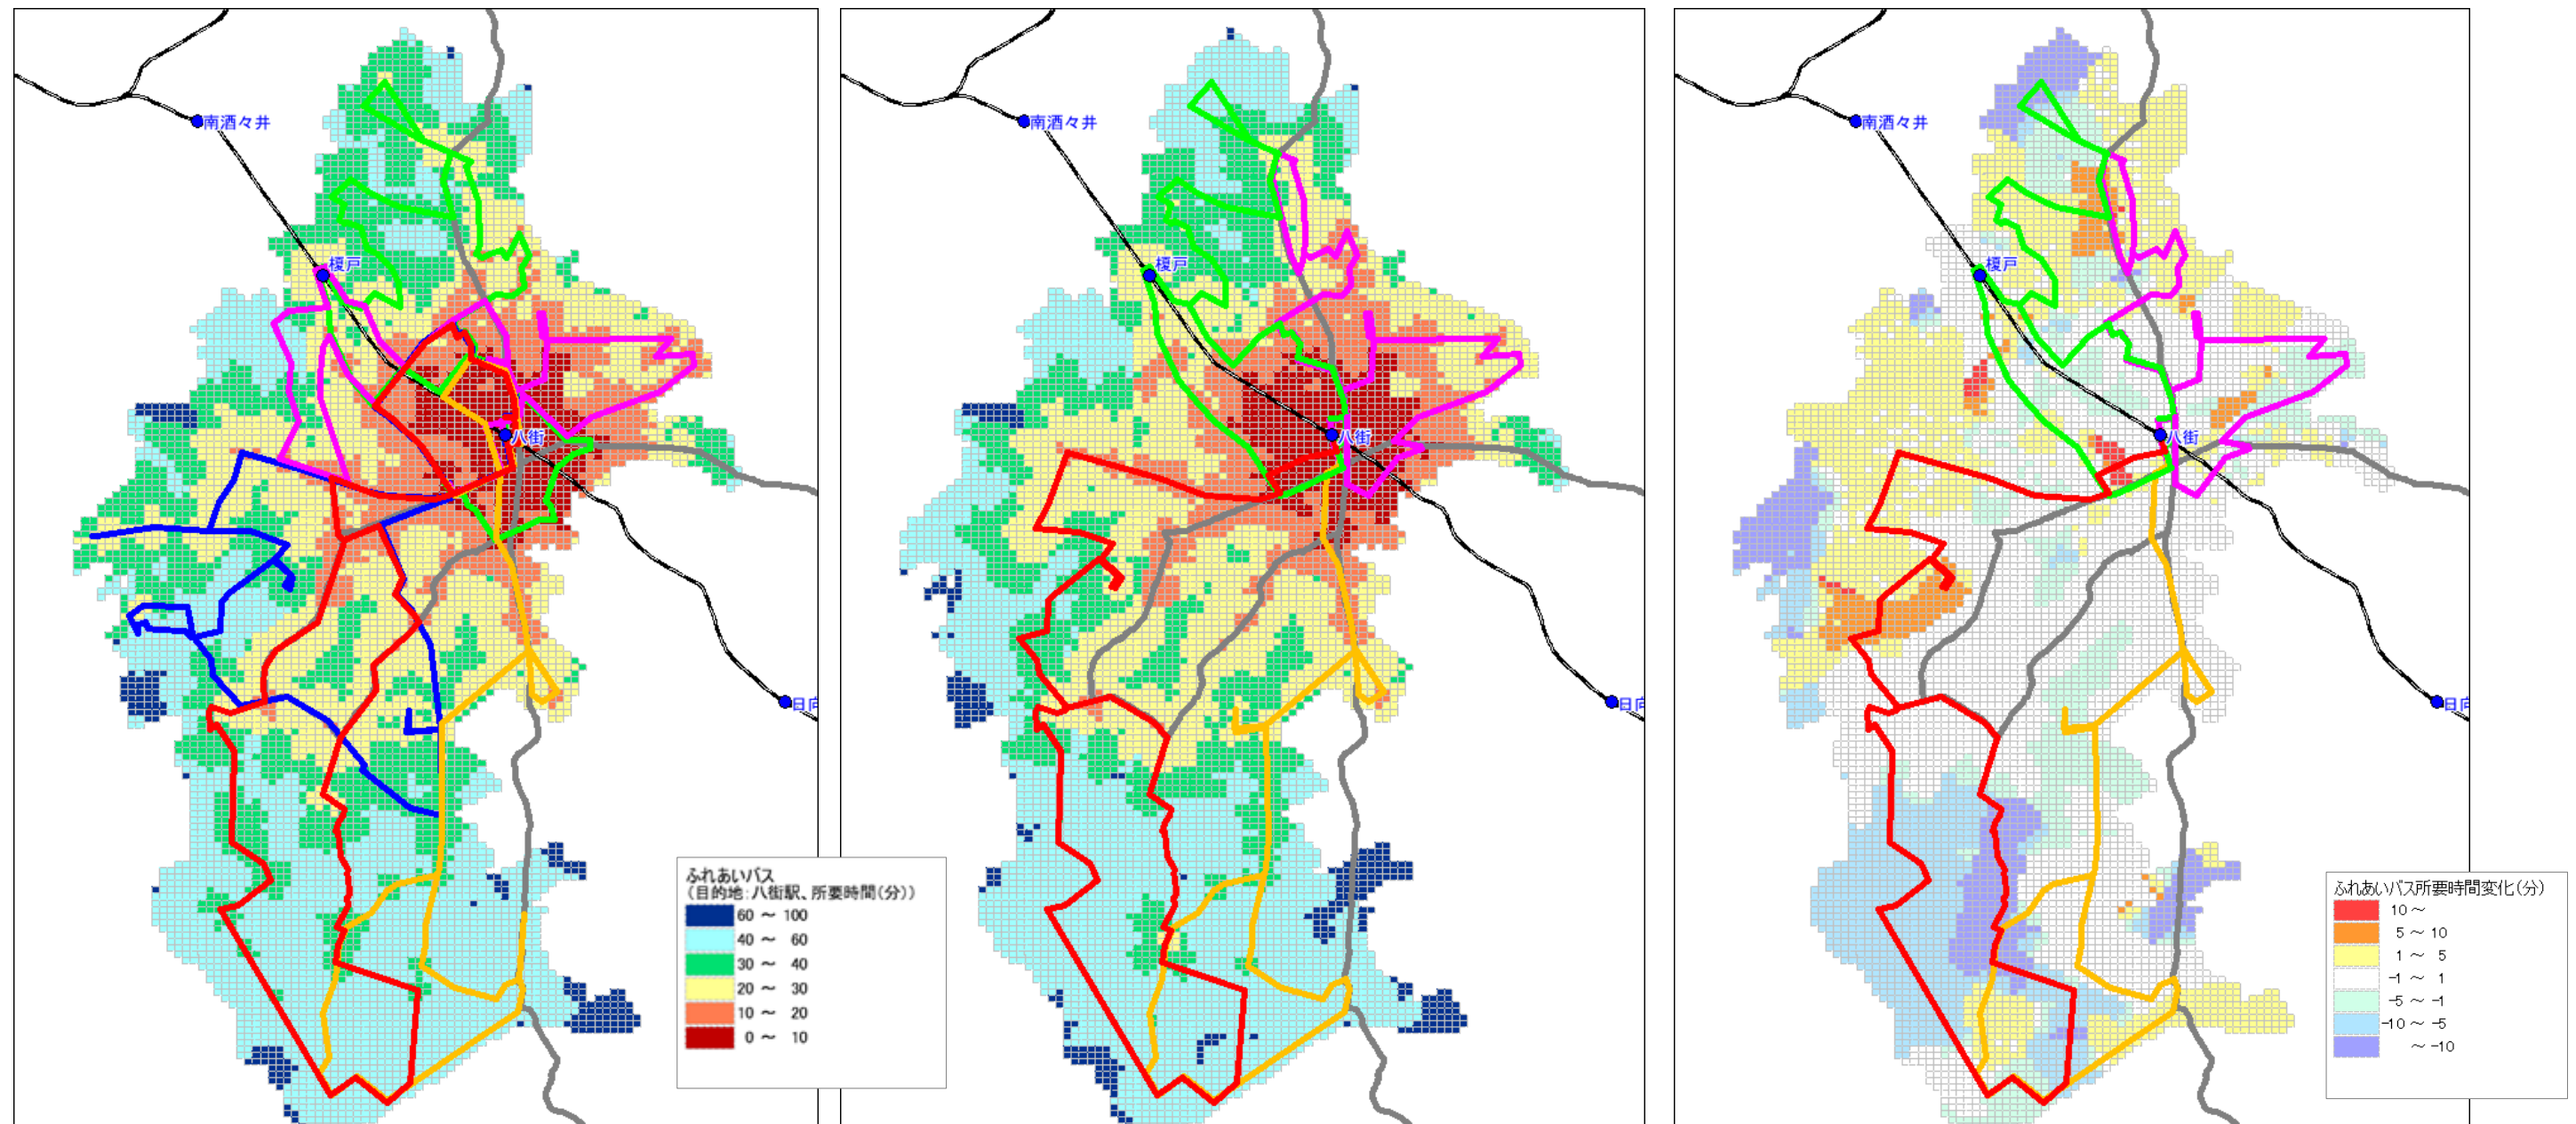 南酒々井
榎戸
八街
日向
ふれあいバス
(目的地:八街駅、所要時間(分))
60 ～ 100
40 ～ 60
30 ～ 40
20 ～ 30
10 ～ 20
0 ～ 10
南酒々井
榎戸
八街
日向
南酒々井
榎戸
八街
日向
ふれあいバス所要時間変化(分)
10 ～
5 ～ 10
1 ～ 5
-1 ～ 1
-5 ～ -1
-10 ～ -5
～ -10